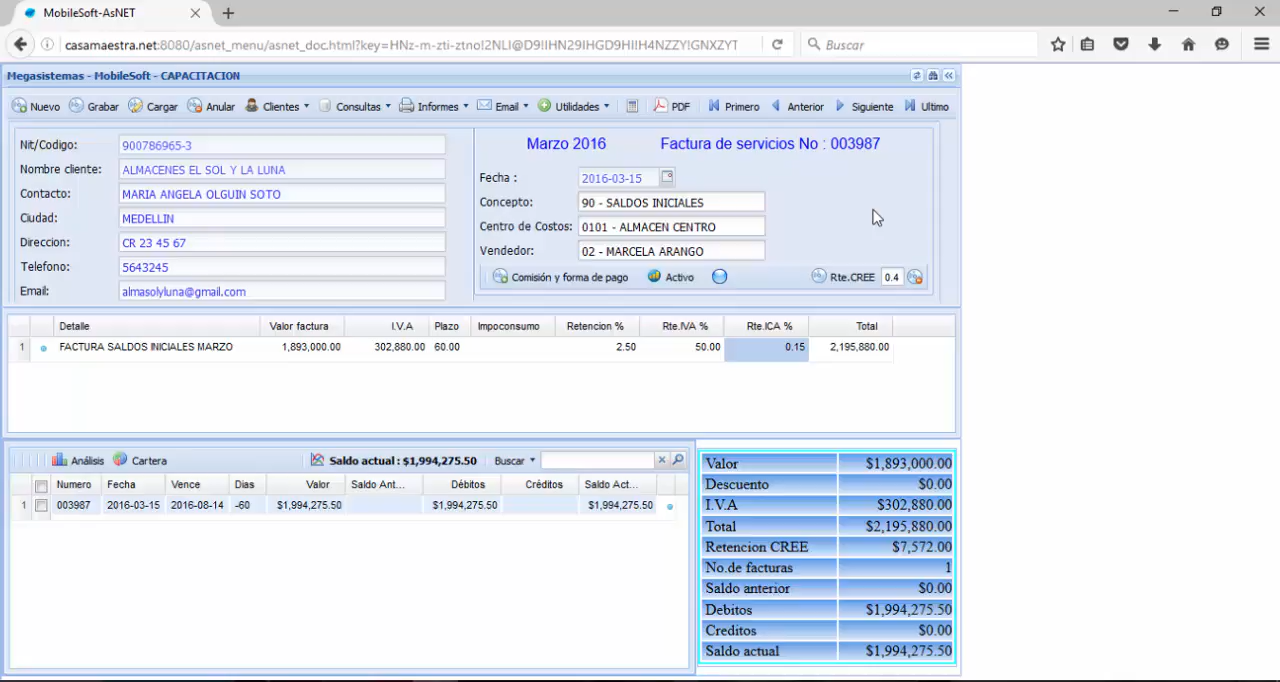 MobileSoft-AsNET
casamaestra.net:8080/asnet_menu/asnet_doc.html?key=HNz-m-zti-ztno!2NLI@D9!IHN29IHGD9HI!H4NZZY!GNXZYT
Buscar
Megasistemas - MobileSoft - CAPACITACION
Nuevo Grabar Cargar Anular Clientes Consultas Informes Email Utilidades PDF Primero Anterior Siguiente Ultimo
Nit/Codigo: 900786965-3
Nombre cliente: ALMACENES EL SOL Y LA LUNA
Contacto: MARIA ANGELA OLGUIN SOTO
Ciudad: MEDELLIN
Direccion: CR 23 45 67
Telefono: 5643245
Email: almasolyluna@gmail.com
Marzo 2016 Factura de servicios No : 003987
Fecha : 2016-03-15
Concepto: 90 - SALDOS INICIALES
Centro de Costos: 0101 - ALMACEN CENTRO
Vendedor: 02 - MARCELA ARANGO
Comisión y forma de pago Activo Rte.CREE 0.4
Detalle Valor factura I.V.A Plazo Impoconsumo Retencion % Rte.IVA % Rte.ICA % Total
1 FACTURA SALDOS INICIALES MARZO 1,893,000.00 302,880.00 60.00 2.50 50.00 0.15 2,195,880.00
Análisis Cartera Saldo actual : $1,994,275.50 Buscar
Numero Fecha Vence Dias Valor Saldo Ant... Débitos Créditos Saldo Act...
1 003987 2016-03-15 2016-08-14 -60 $1,994,275.50 $1,994,275.50 $1,994,275.50
Valor $1,893,000.00
Descuento $0.00
I.V.A $302,880.00
Total $2,195,880.00
Retencion CREE $7,572.00
No.de facturas 1
Saldo anterior $0.00
Debitos $1,994,275.50
Creditos $0.00
Saldo actual $1,994,275.50